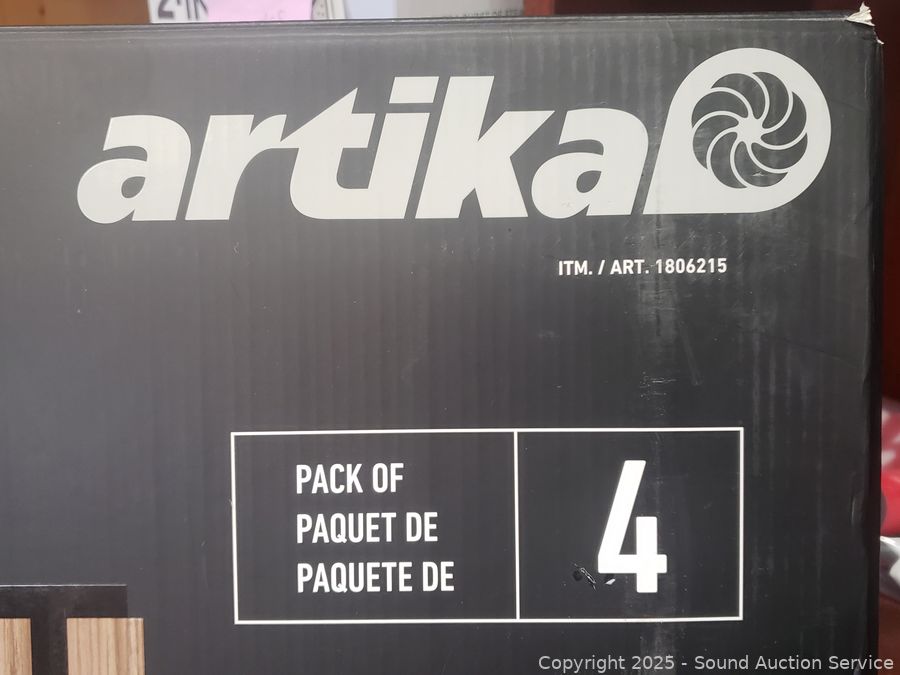 artika
ITM. / ART. 1806215
PACK OF
PAQUET DE
PAQUETE DE
4
Copyright 2025 - Sound Auction Service